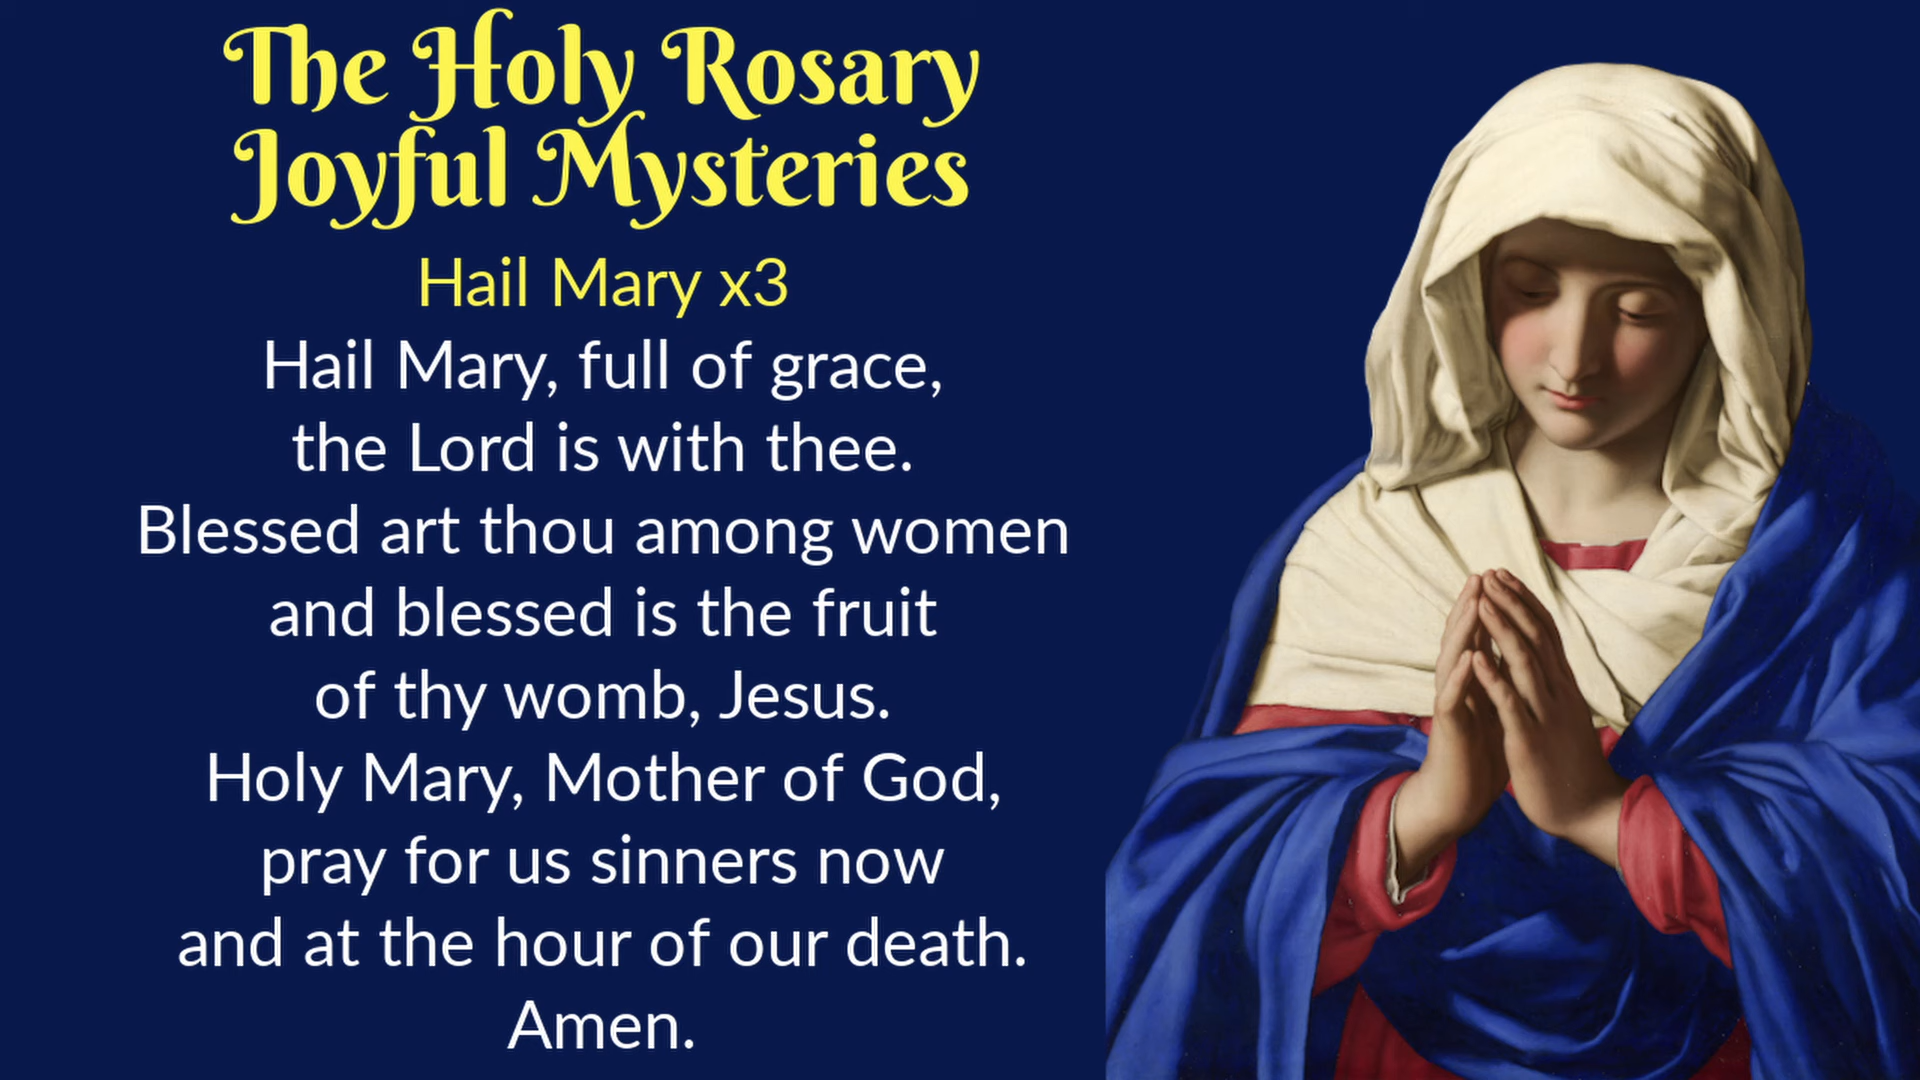 The Holy Rosary
Joyful Mysteries
Hail Mary x3
Hail Mary, full of grace,
the Lord is with thee.
Blessed art thou among women
and blessed is the fruit
of thy womb, Jesus.
Holy Mary, Mother of God,
pray for us sinners now
and at the hour of our death.
Amen.